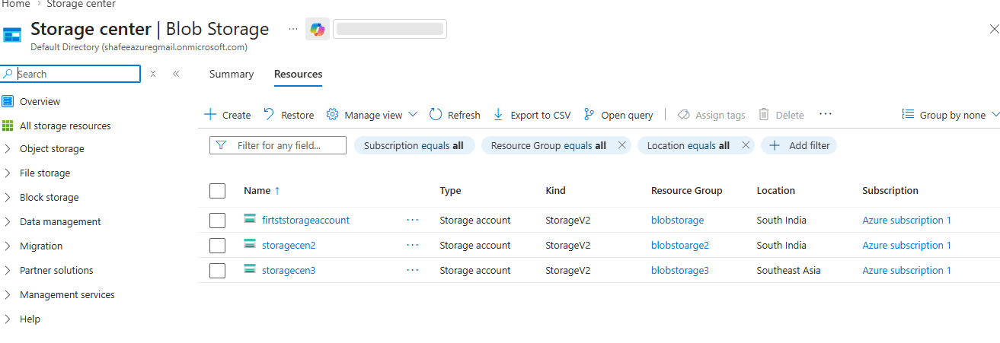 Home > Storage center
Storage center | Blob Storage ...
Default Directory (shafeeazuregmail.onmicrosoft.com)
Search
Summary Resources
Overview
All storage resources
Object storage
File storage
Block storage
Data management
Migration
Partner solutions
Management services
Help
Create Restore Manage view Refresh Export to CSV Open query Assign tags Delete ... Group by none
Filter for any field... Subscription equals all Resource Group equals all Location equals all Add filter
Name ↑ Type Kind Resource Group Location Subscription
firtststorageaccount ... Storage account StorageV2 blobstorage South India Azure subscription 1
storagecen2 ... Storage account StorageV2 blobstoarge2 South India Azure subscription 1
storagecen3 ... Storage account StorageV2 blobstorage3 Southeast Asia Azure subscription 1